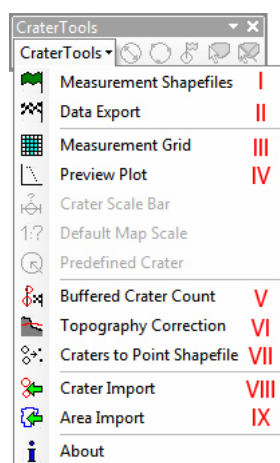 CraterTools
CraterTools
Measurement Shapefiles I
Data Export II
Measurement Grid III
Preview Plot IV
Crater Scale Bar
1:? Default Map Scale
Predefined Crater
Buffered Crater Count V
Topography Correction VI
Craters to Point Shapefile VII
Crater Import VIII
Area Import IX
i About